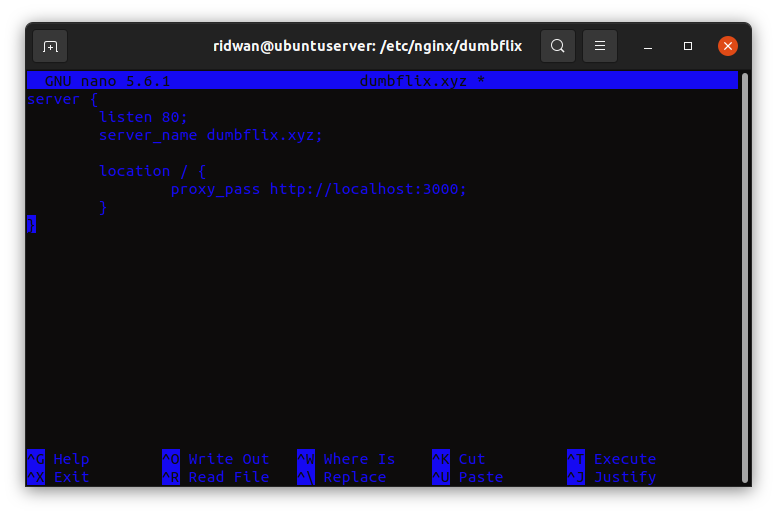 ridwan@ubuntuserver: /etc/nginx/dumbflix
GNU nano 5.6.1 dumbflix.xyz *
server {
listen 80;
server_name dumbflix.xyz;
location / {
proxy_pass http://localhost:3000;
}
}
^G Help ^O Write Out ^W Where Is ^K Cut ^T Execute
^X Exit ^R Read File ^\ Replace ^U Paste ^J Justify